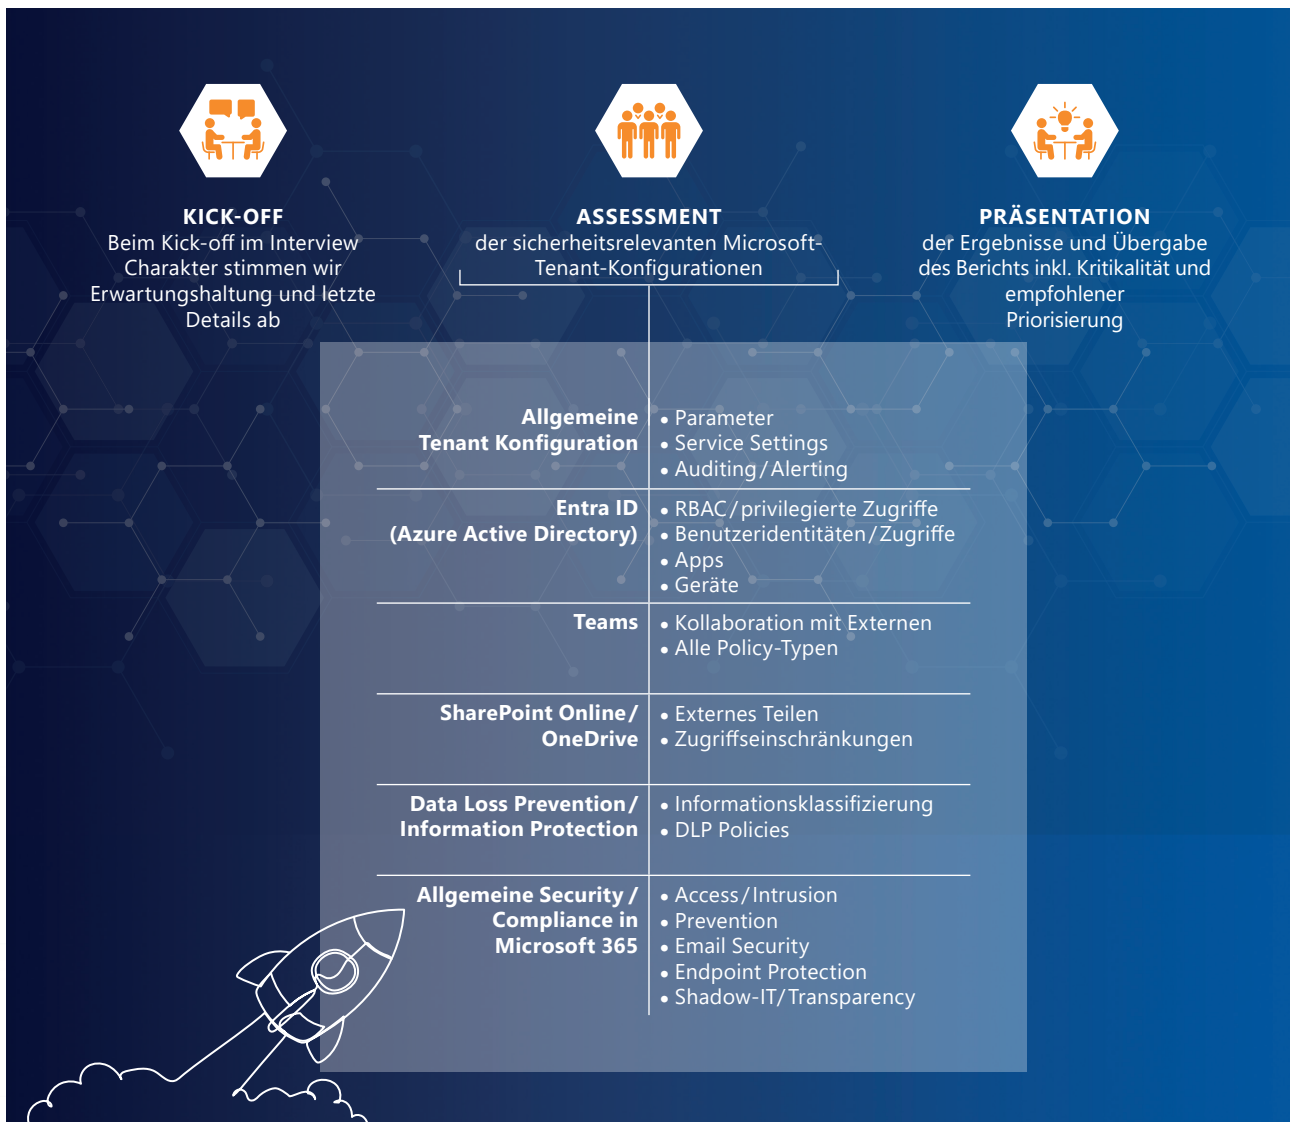 KICK-OFF
Beim Kick-off im Interview
Charakter stimmen wir
Erwartungshaltung und letzte
Details ab
ASSESSMENT
der sicherheitsrelevanten Microsoft-
Tenant-Konfigurationen
PRÄSENTATION
der Ergebnisse und Übergabe
des Berichts inkl. Kritikalität und
empfohlener
Priorisierung
Allgemeine
Tenant Konfiguration
• Parameter
• Service Settings
• Auditing/Alerting
Entra ID
(Azure Active Directory)
• RBAC/privilegierte Zugriffe
• Benutzeridentitäten/Zugriffe
• Apps
• Geräte
Teams
• Kollaboration mit Externen
• Alle Policy-Typen
SharePoint Online/
OneDrive
• Externes Teilen
• Zugriffseinschränkungen
Data Loss Prevention/
Information Protection
• Informationsklassifizierung
• DLP Policies
Allgemeine Security/
Compliance in
Microsoft 365
• Access/Intrusion
• Prevention
• Email Security
• Endpoint Protection
• Shadow-IT/Transparency